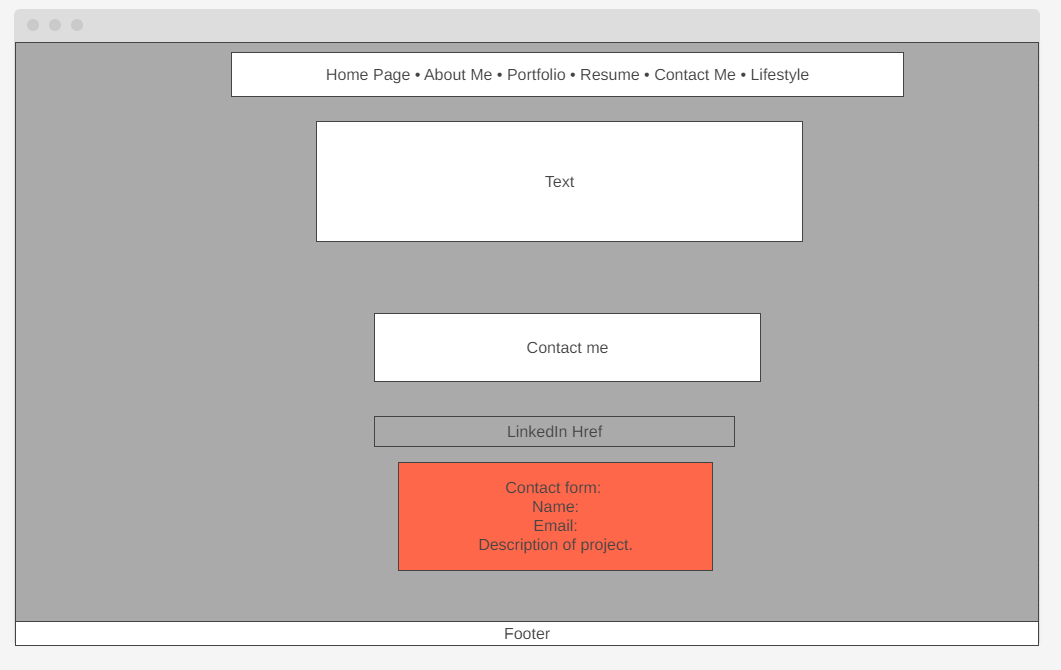 Home Page • About Me • Portfolio • Resume • Contact Me • Lifestyle
Text
Contact me
LinkedIn Href
Contact form:
Name:
Email:
Description of project.
Footer